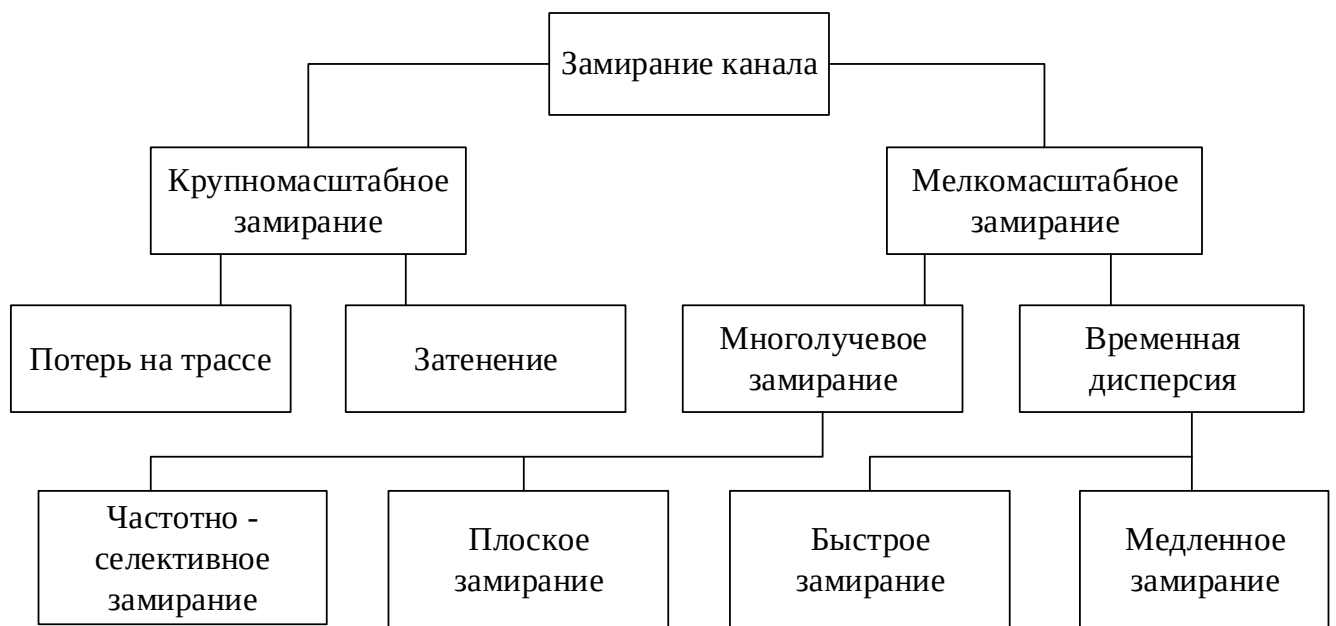 Замирание канала
Крупномасштабное
замирание
Мелкомасштабное
замирание
Потерь на трассе
Затенение
Многолучевое
замирание
Временная
дисперсия
Частотно -
селективное
замирание
Плоское
замирание
Быстрое
замирание
Медленное
замирание